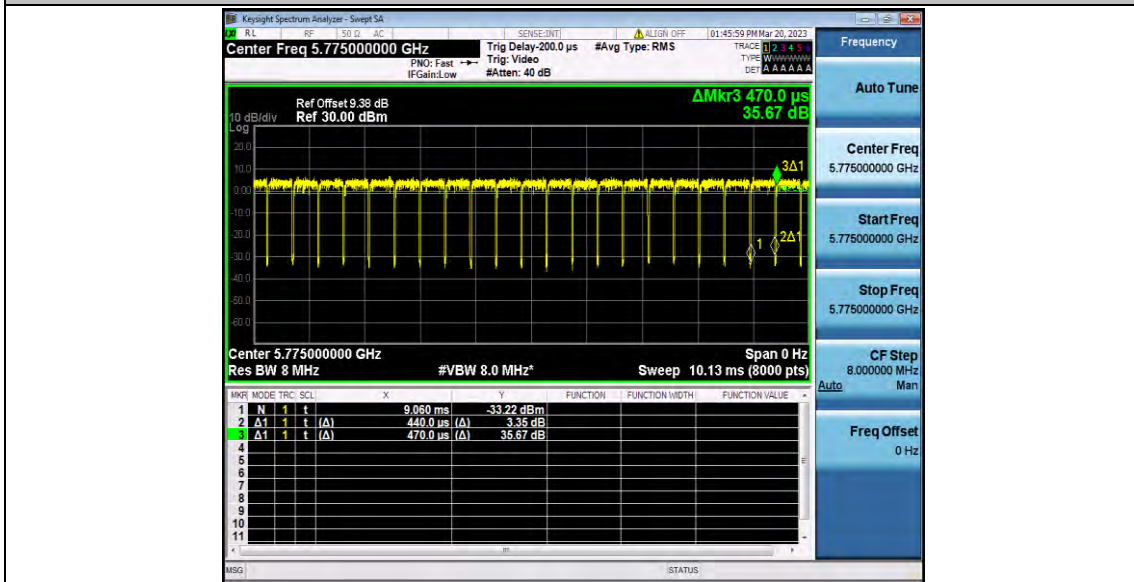 Keysight Spectrum Analyzer - Swept SA
RL RF 50 Ω AC SENSE:INT ALIGN OFF 01:45:59 PM Mar 20, 2023
Center Freq 5.775000000 GHz
Trig Delay-200.0 µs #Avg Type: RMS TRACE 1 2 3 4 5 6
PNO: Fast Trig: Video TYPE WWWWWW
IFGain:Low #Atten: 40 dB DET A A A A A A
Ref Offset 9.38 dB ΔMkr3 470.0 µs
10 dB/div Ref 30.00 dBm 35.67 dB
Log
20.0
10.0
0.00
-10.0
-20.0
-30.0
-40.0
-50.0
-60.0
3Δ1
1
2Δ1
Center 5.775000000 GHz Span 0 Hz
Res BW 8 MHz #VBW 8.0 MHz* Sweep 10.13 ms (8000 pts)
MKR MODE TRC SCL X Y FUNCTION FUNCTION WIDTH FUNCTION VALUE
1 N 1 t 9.060 ms -33.22 dBm
2 Δ1 1 t (Δ) 440.0 µs (Δ) 3.35 dB
3 Δ1 1 t (Δ) 470.0 µs (Δ) 35.67 dB
4
5
6
7
8
9
10
11
MSG STATUS
Frequency
Auto Tune
Center Freq
5.775000000 GHz
Start Freq
5.775000000 GHz
Stop Freq
5.775000000 GHz
CF Step
8.000000 MHz
Auto Man
Freq Offset
0 Hz